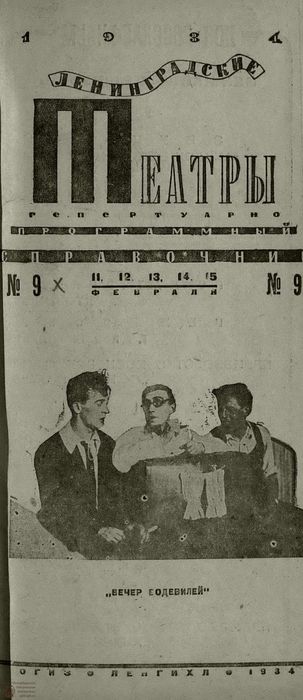 1934
ЛЕНИНГРАДСКИЕ
ТЕАТРЫ
РЕПЕРТУАРНО
ПРОГРАММНЫЙ
СПРАВОЧНИК
№ 9 х 11, 12, 13, 14, 15 № 9
ФЕВРАЛЯ
„ВЕЧЕР ВОДЕВИЛЕЙ“
ОГИЗ ЛЕНГИХЛ 1934